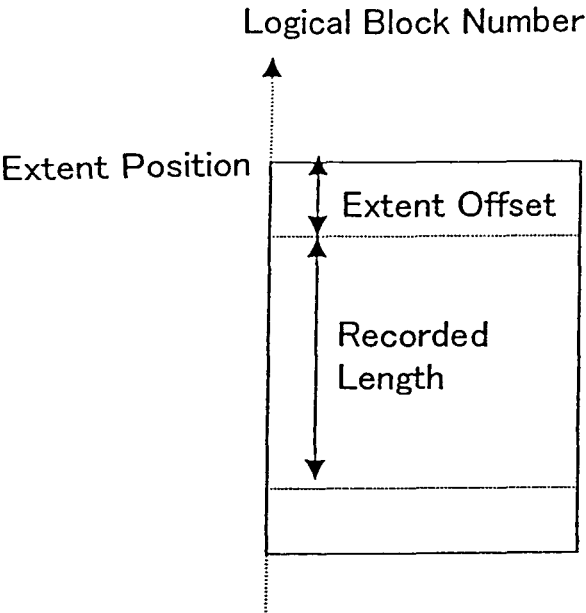 Logical Block Number
Extent Position
Extent Offset
Recorded
Length